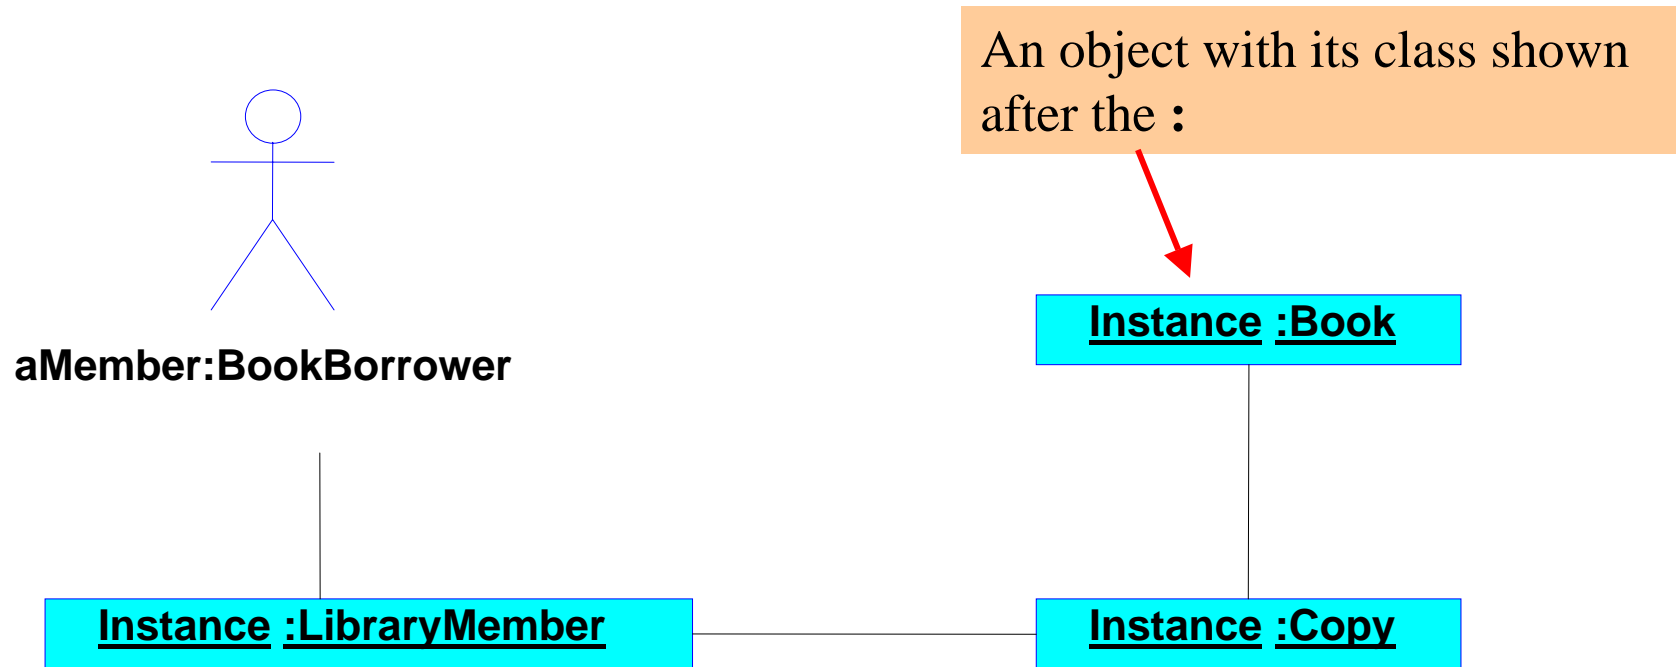 An object with its class shown
after the :
Instance :Book
aMember:BookBorrower
Instance :LibraryMember
Instance :Copy